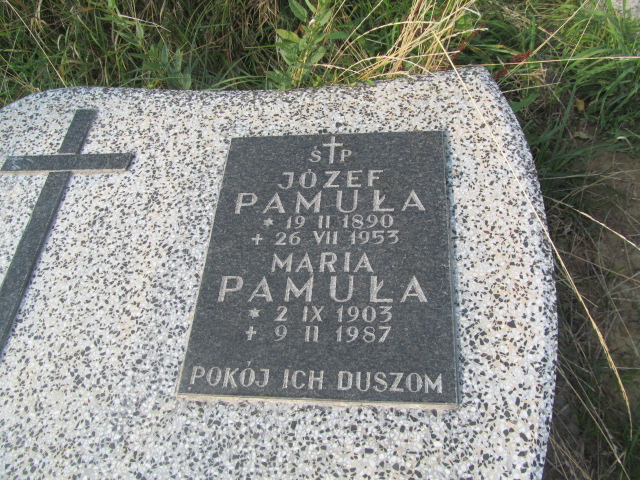 Ś†P
JÓZEF
PAMUŁA
* 19 II 1890
+ 26 VII 1953
MARIA
PAMUŁA
* 2 IX 1903
+ 9 II 1987
POKÓJ ICH DUSZOM